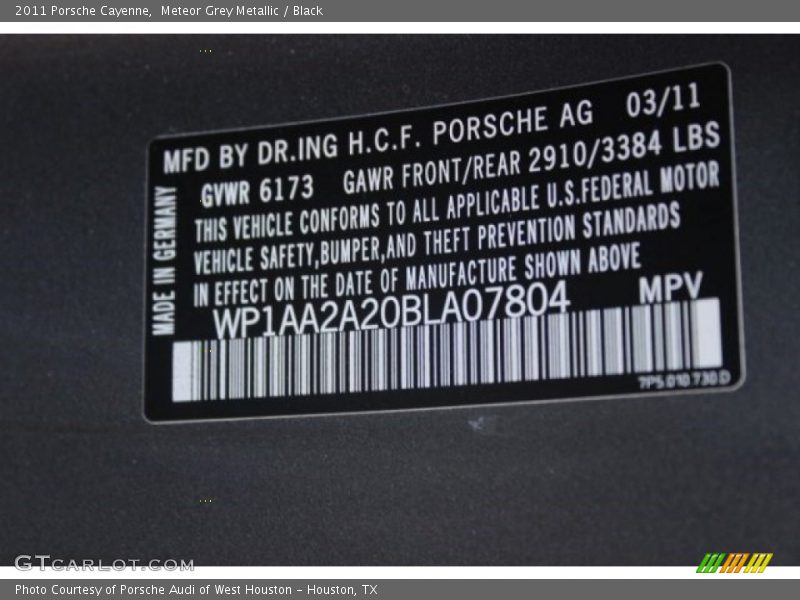 2011 Porsche Cayenne, Meteor Grey Metallic / Black
MFD BY DR.ING H.C.F. PORSCHE AG 03/11
GVWR 6173 GAWR FRONT/REAR 2910/3384 LBS
THIS VEHICLE CONFORMS TO ALL APPLICABLE U.S.FEDERAL MOTOR
VEHICLE SAFETY,BUMPER,AND THEFT PREVENTION STANDARDS
IN EFFECT ON THE DATE OF MANUFACTURE SHOWN ABOVE
MADE IN GERMANY
WP1AA2A20BLA07804 MPV
7P5.010.730 D
GTCARLOT.COM
Photo Courtesy of Porsche Audi of West Houston – Houston, TX